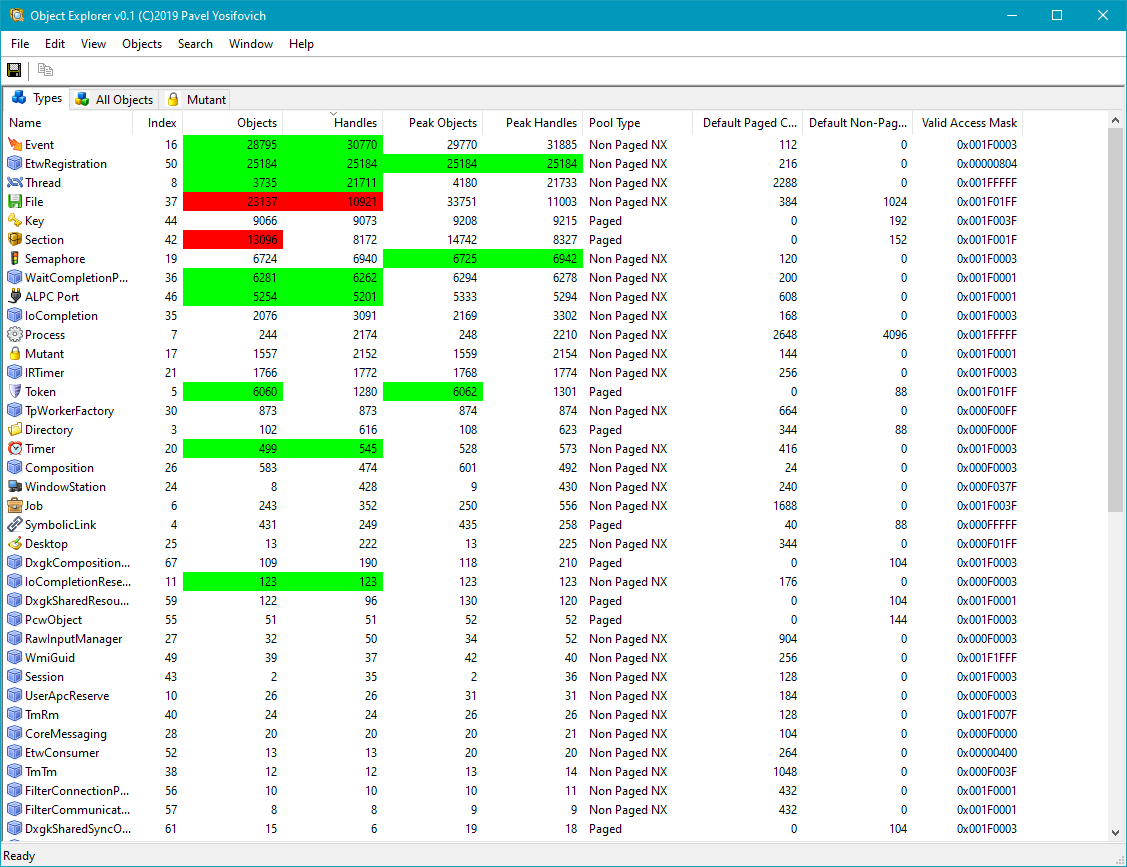 Object Explorer v0.1 (C)2019 Pavel Yosifovich
File Edit View Objects Search Window Help
Types All Objects Mutant
Name Index Objects Handles Peak Objects Peak Handles Pool Type Default Paged C... Default Non-Pag... Valid Access Mask
Event 16 28795 30770 29770 31885 Non Paged NX 112 0 0x001F0003
EtwRegistration 50 25184 25184 25184 25184 Non Paged NX 216 0 0x00000804
Thread 8 3735 21711 4180 21733 Non Paged NX 2288 0 0x001FFFFF
File 37 23137 10921 33751 11003 Non Paged NX 384 1024 0x001F01FF
Key 44 9066 9073 9208 9215 Paged 0 192 0x001F003F
Section 42 13096 8172 14742 8327 Paged 0 152 0x001F001F
Semaphore 19 6724 6940 6725 6942 Non Paged NX 120 0 0x001F0003
WaitCompletionP... 36 6281 6262 6294 6278 Non Paged NX 200 0 0x001F0001
ALPC Port 46 5254 5201 5333 5294 Non Paged NX 608 0 0x001F0001
IoCompletion 35 2076 3091 2169 3302 Non Paged NX 168 0 0x001F0003
Process 7 244 2174 248 2210 Non Paged NX 2648 4096 0x001FFFFF
Mutant 17 1557 2152 1559 2154 Non Paged NX 144 0 0x001F0001
IRTimer 21 1766 1772 1768 1774 Non Paged NX 256 0 0x001F0003
Token 5 6060 1280 6062 1301 Paged 0 88 0x001F01FF
TpWorkerFactory 30 873 873 874 874 Non Paged NX 664 0 0x000F00FF
Directory 3 102 616 108 623 Paged 344 88 0x000F000F
Timer 20 499 545 528 573 Non Paged NX 416 0 0x001F0003
Composition 26 583 474 601 492 Non Paged NX 24 0 0x000F0003
WindowStation 24 8 428 9 430 Non Paged NX 240 0 0x000F037F
Job 6 243 352 250 556 Non Paged NX 1688 0 0x001F003F
SymbolicLink 4 431 249 435 258 Paged 40 88 0x000FFFFF
Desktop 25 13 222 13 225 Non Paged NX 344 0 0x000F01FF
DxgkComposition... 67 109 190 118 210 Paged 0 104 0x001F0003
IoCompletionRese... 11 123 123 123 123 Non Paged NX 176 0 0x000F0003
DxgkSharedResou... 59 122 96 130 120 Paged 0 104 0x001F0001
PcwObject 55 51 51 52 52 Paged 0 144 0x000F0003
RawInputManager 27 32 50 34 52 Non Paged NX 904 0 0x000F0003
WmiGuid 49 39 37 42 40 Non Paged NX 256 0 0x001F1FFF
Session 43 2 35 2 36 Non Paged NX 128 0 0x001F0003
UserApcReserve 10 26 26 31 31 Non Paged NX 184 0 0x000F0003
TmRm 40 24 24 26 26 Non Paged NX 128 0 0x001F007F
CoreMessaging 28 20 20 20 21 Non Paged NX 104 0 0x000F0000
EtwConsumer 52 13 13 20 20 Non Paged NX 264 0 0x00000400
TmTm 38 12 12 13 14 Non Paged NX 1048 0 0x000F003F
FilterConnectionP... 56 10 10 10 11 Non Paged NX 432 0 0x001F0001
FilterCommunicat... 57 8 8 9 9 Non Paged NX 432 0 0x001F0001
DxgkSharedSyncO... 61 15 6 19 18 Paged 0 104 0x001F0003
Ready